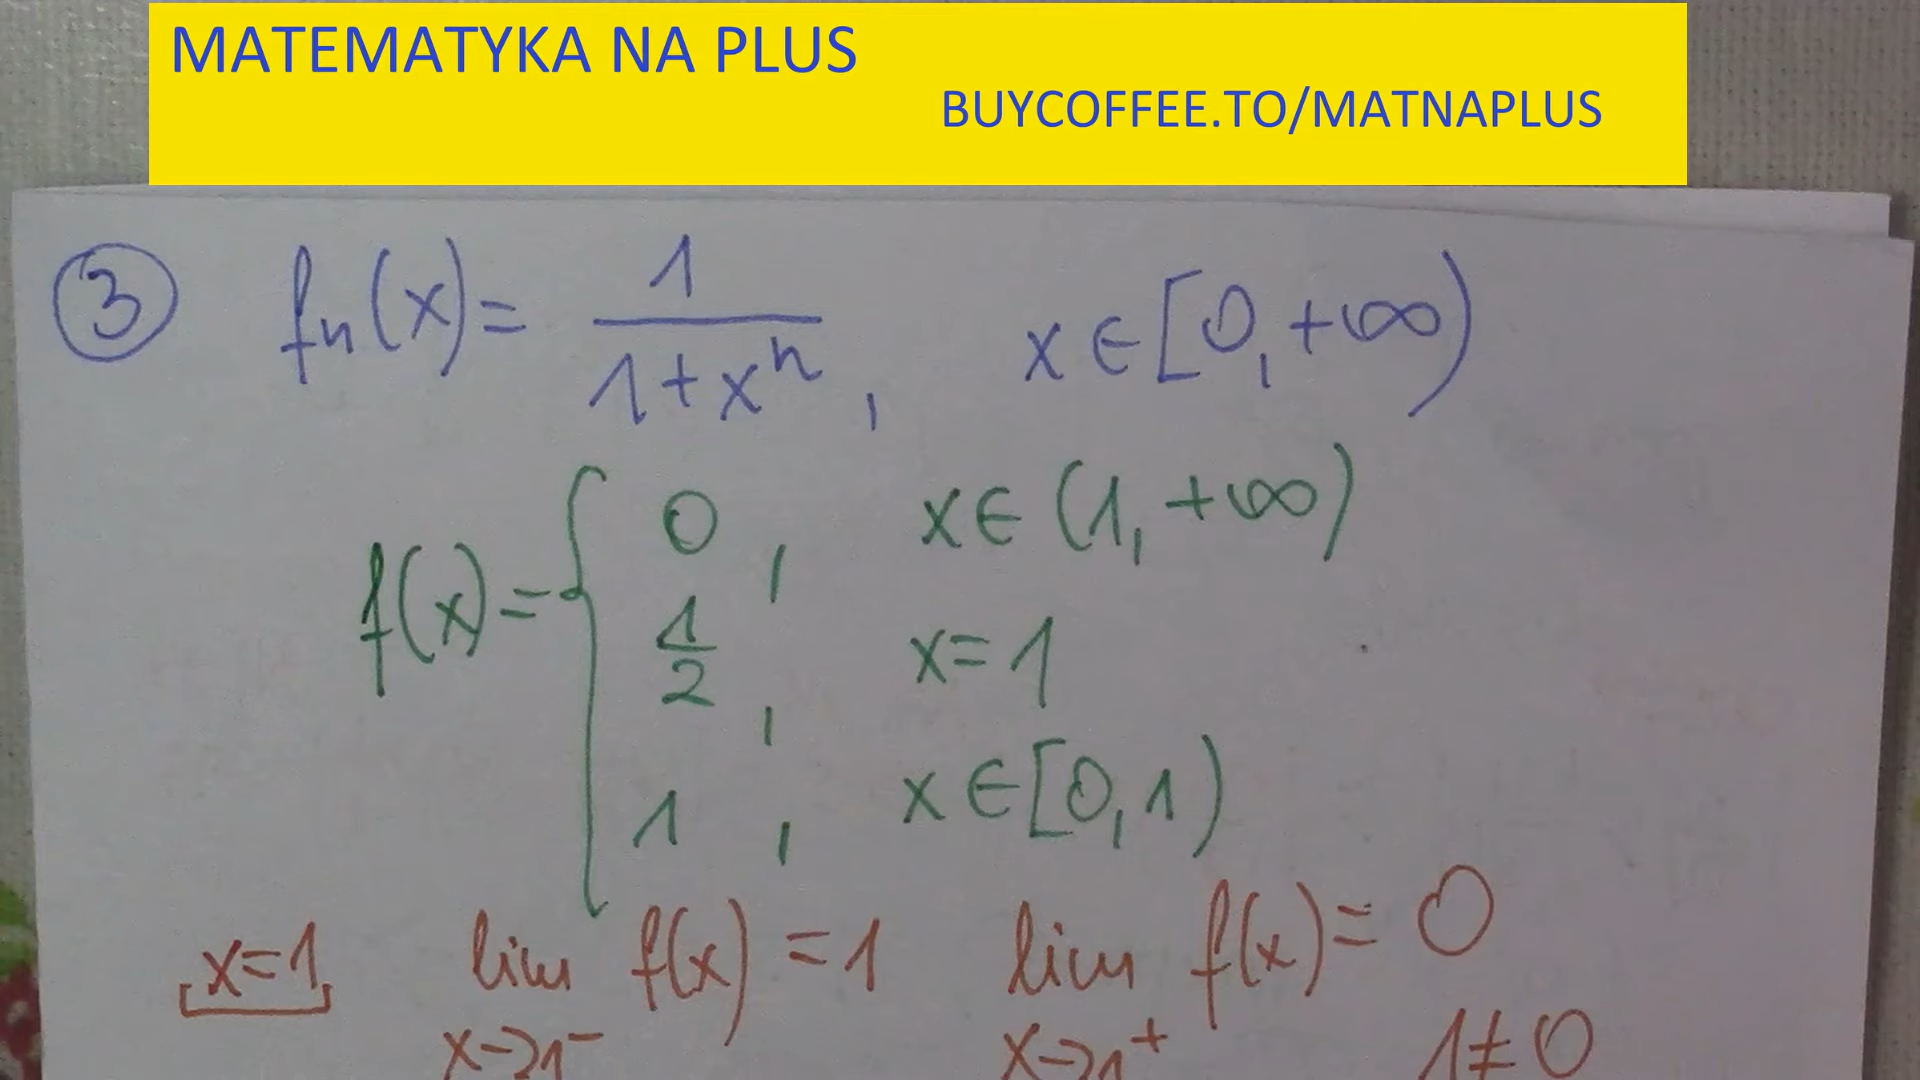 MATEMATYKA NA PLUS
BUYCOFFEE.TO/MATNAPLUS
③ fn(x) = 1/(1+xⁿ), x∈[0,+∞)
f(x) = { 0, x∈(1,+∞)
1/2, x=1
1, x∈[0,1)
x=1 lim f(x) = 1 lim f(x) = 0
x→1⁻ x→1⁺ 1≠0